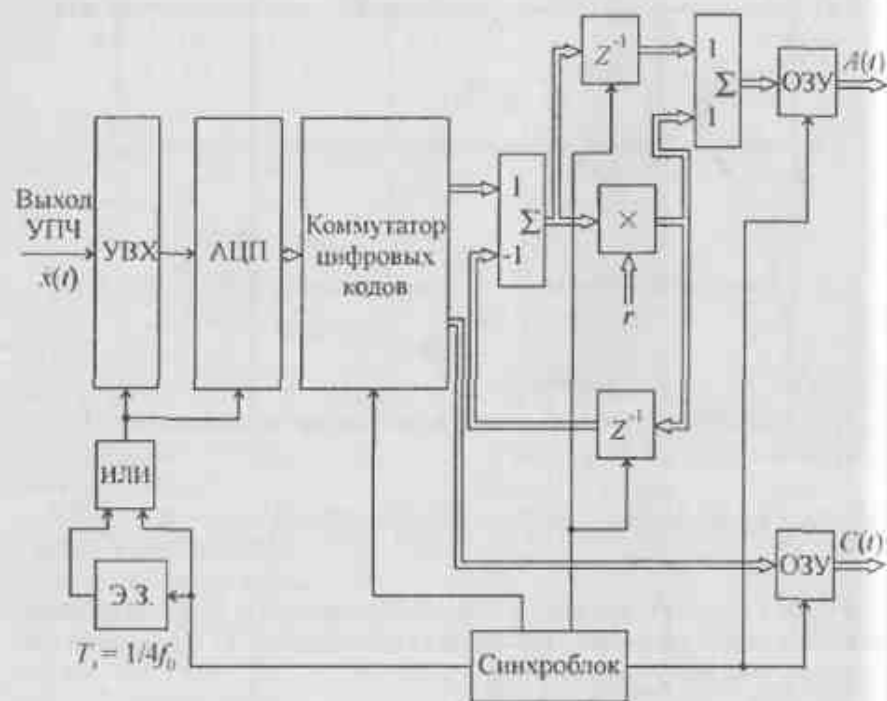 Z⁻¹
1
Σ
1
ОЗУ
A(t)
Выход
УПЧ
x(t)
УВХ
АЦП
Коммутатор
цифровых
кодов
1
Σ
-1
×
r
Z⁻¹
ИЛИ
Э.З.
Tз = 1/4f₀
Синхроблок
ОЗУ
C(t)